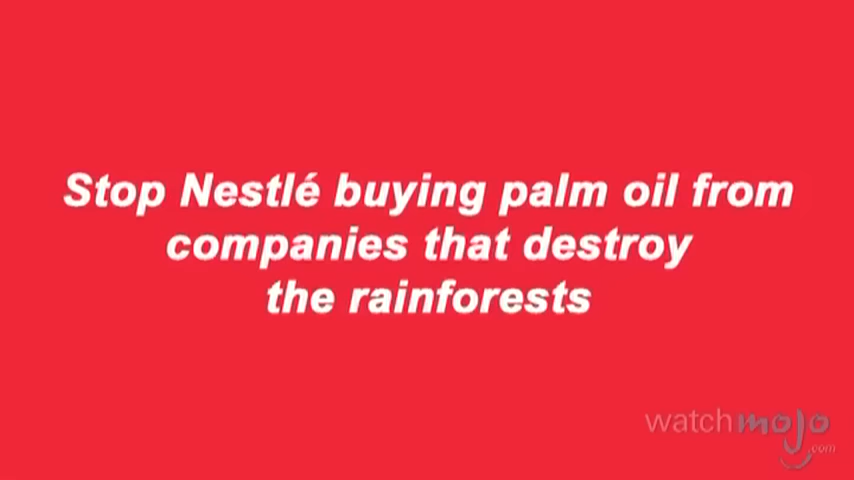 Stop Nestlé buying palm oil from
companies that destroy
the rainforests
watchmojo
.com